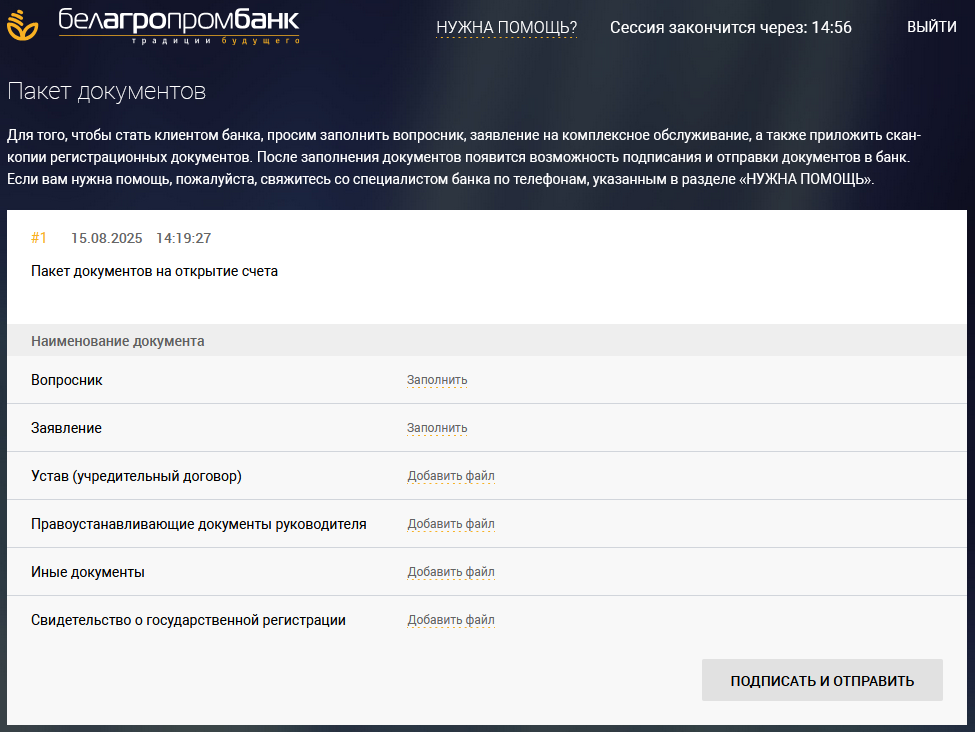 белагропромбанк
традиции будущего
НУЖНА ПОМОЩЬ?
Сессия закончится через: 14:56
ВЫЙТИ
Пакет документов
Для того, чтобы стать клиентом банка, просим заполнить вопросник, заявление на комплексное обслуживание, а также приложить скан-
копии регистрационных документов. После заполнения документов появится возможность подписания и отправки документов в банк.
Если вам нужна помощь, пожалуйста, свяжитесь со специалистом банка по телефонам, указанным в разделе «НУЖНА ПОМОЩЬ».
#1 15.08.2025 14:19:27
Пакет документов на открытие счета
Наименование документа
Вопросник Заполнить
Заявление Заполнить
Устав (учредительный договор) Добавить файл
Правоустанавливающие документы руководителя Добавить файл
Иные документы Добавить файл
Свидетельство о государственной регистрации Добавить файл
ПОДПИСАТЬ И ОТПРАВИТЬ